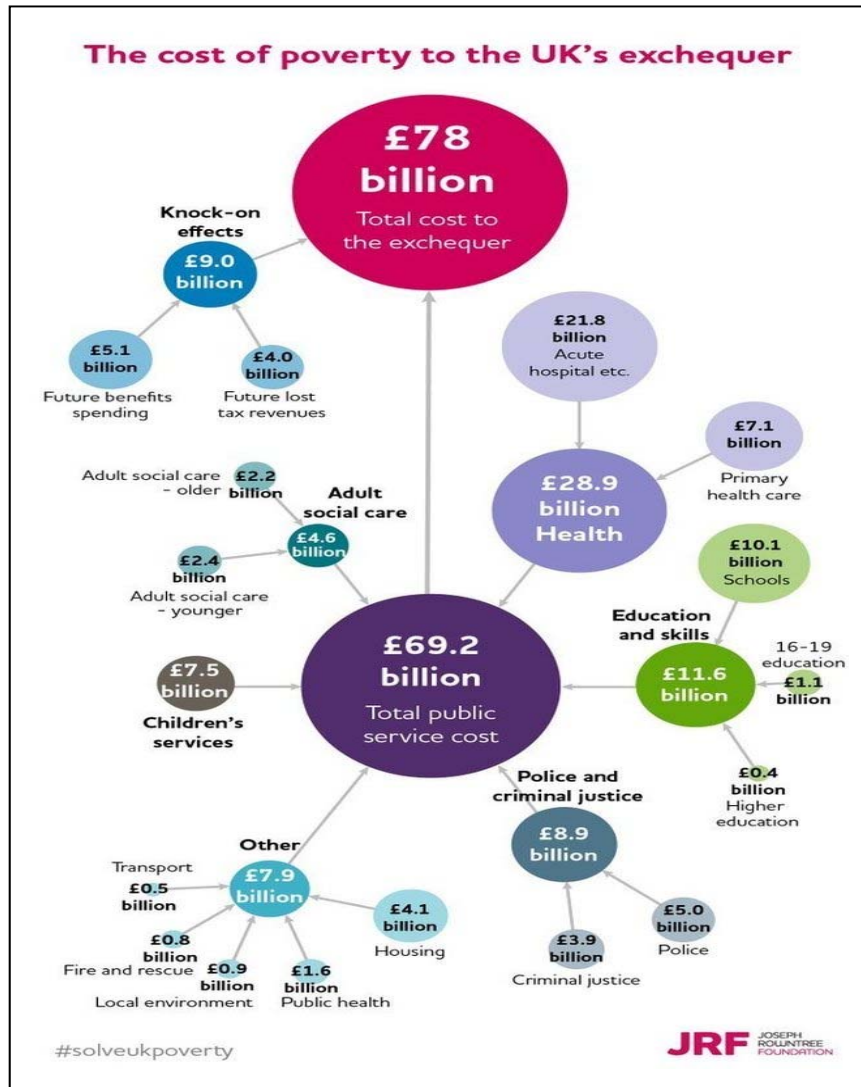 The cost of poverty to the UK's exchequer
£78
billion
Total cost to
the exchequer
Knock-on
effects
£9.0
billion
£5.1
billion
Future benefits
spending
£4.0
billion
Future lost
tax revenues
£21.8
billion
Acute
hospital etc.
£7.1
billion
Primary
health care
£28.9
billion
Health
Adult social care
- older
£2.2
billion
Adult
social care
£4.6
billion
£2.4
billion
Adult social care
- younger
£10.1
billion
Schools
Education
and skills
£11.6
billion
16-19
education
£1.1
billion
£0.4
billion
Higher
education
£69.2
billion
Total public
service cost
£7.5
billion
Children's
services
Police and
criminal justice
£8.9
billion
£5.0
billion
Police
£3.9
billion
Criminal justice
Other
£7.9
billion
Transport
£0.5
billion
£0.8
billion
Fire and rescue
£0.9
billion
Local environment
£1.6
billion
Public health
£4.1
billion
Housing
#solveukpoverty
JRF
JOSEPH
ROWNTREE
FOUNDATION